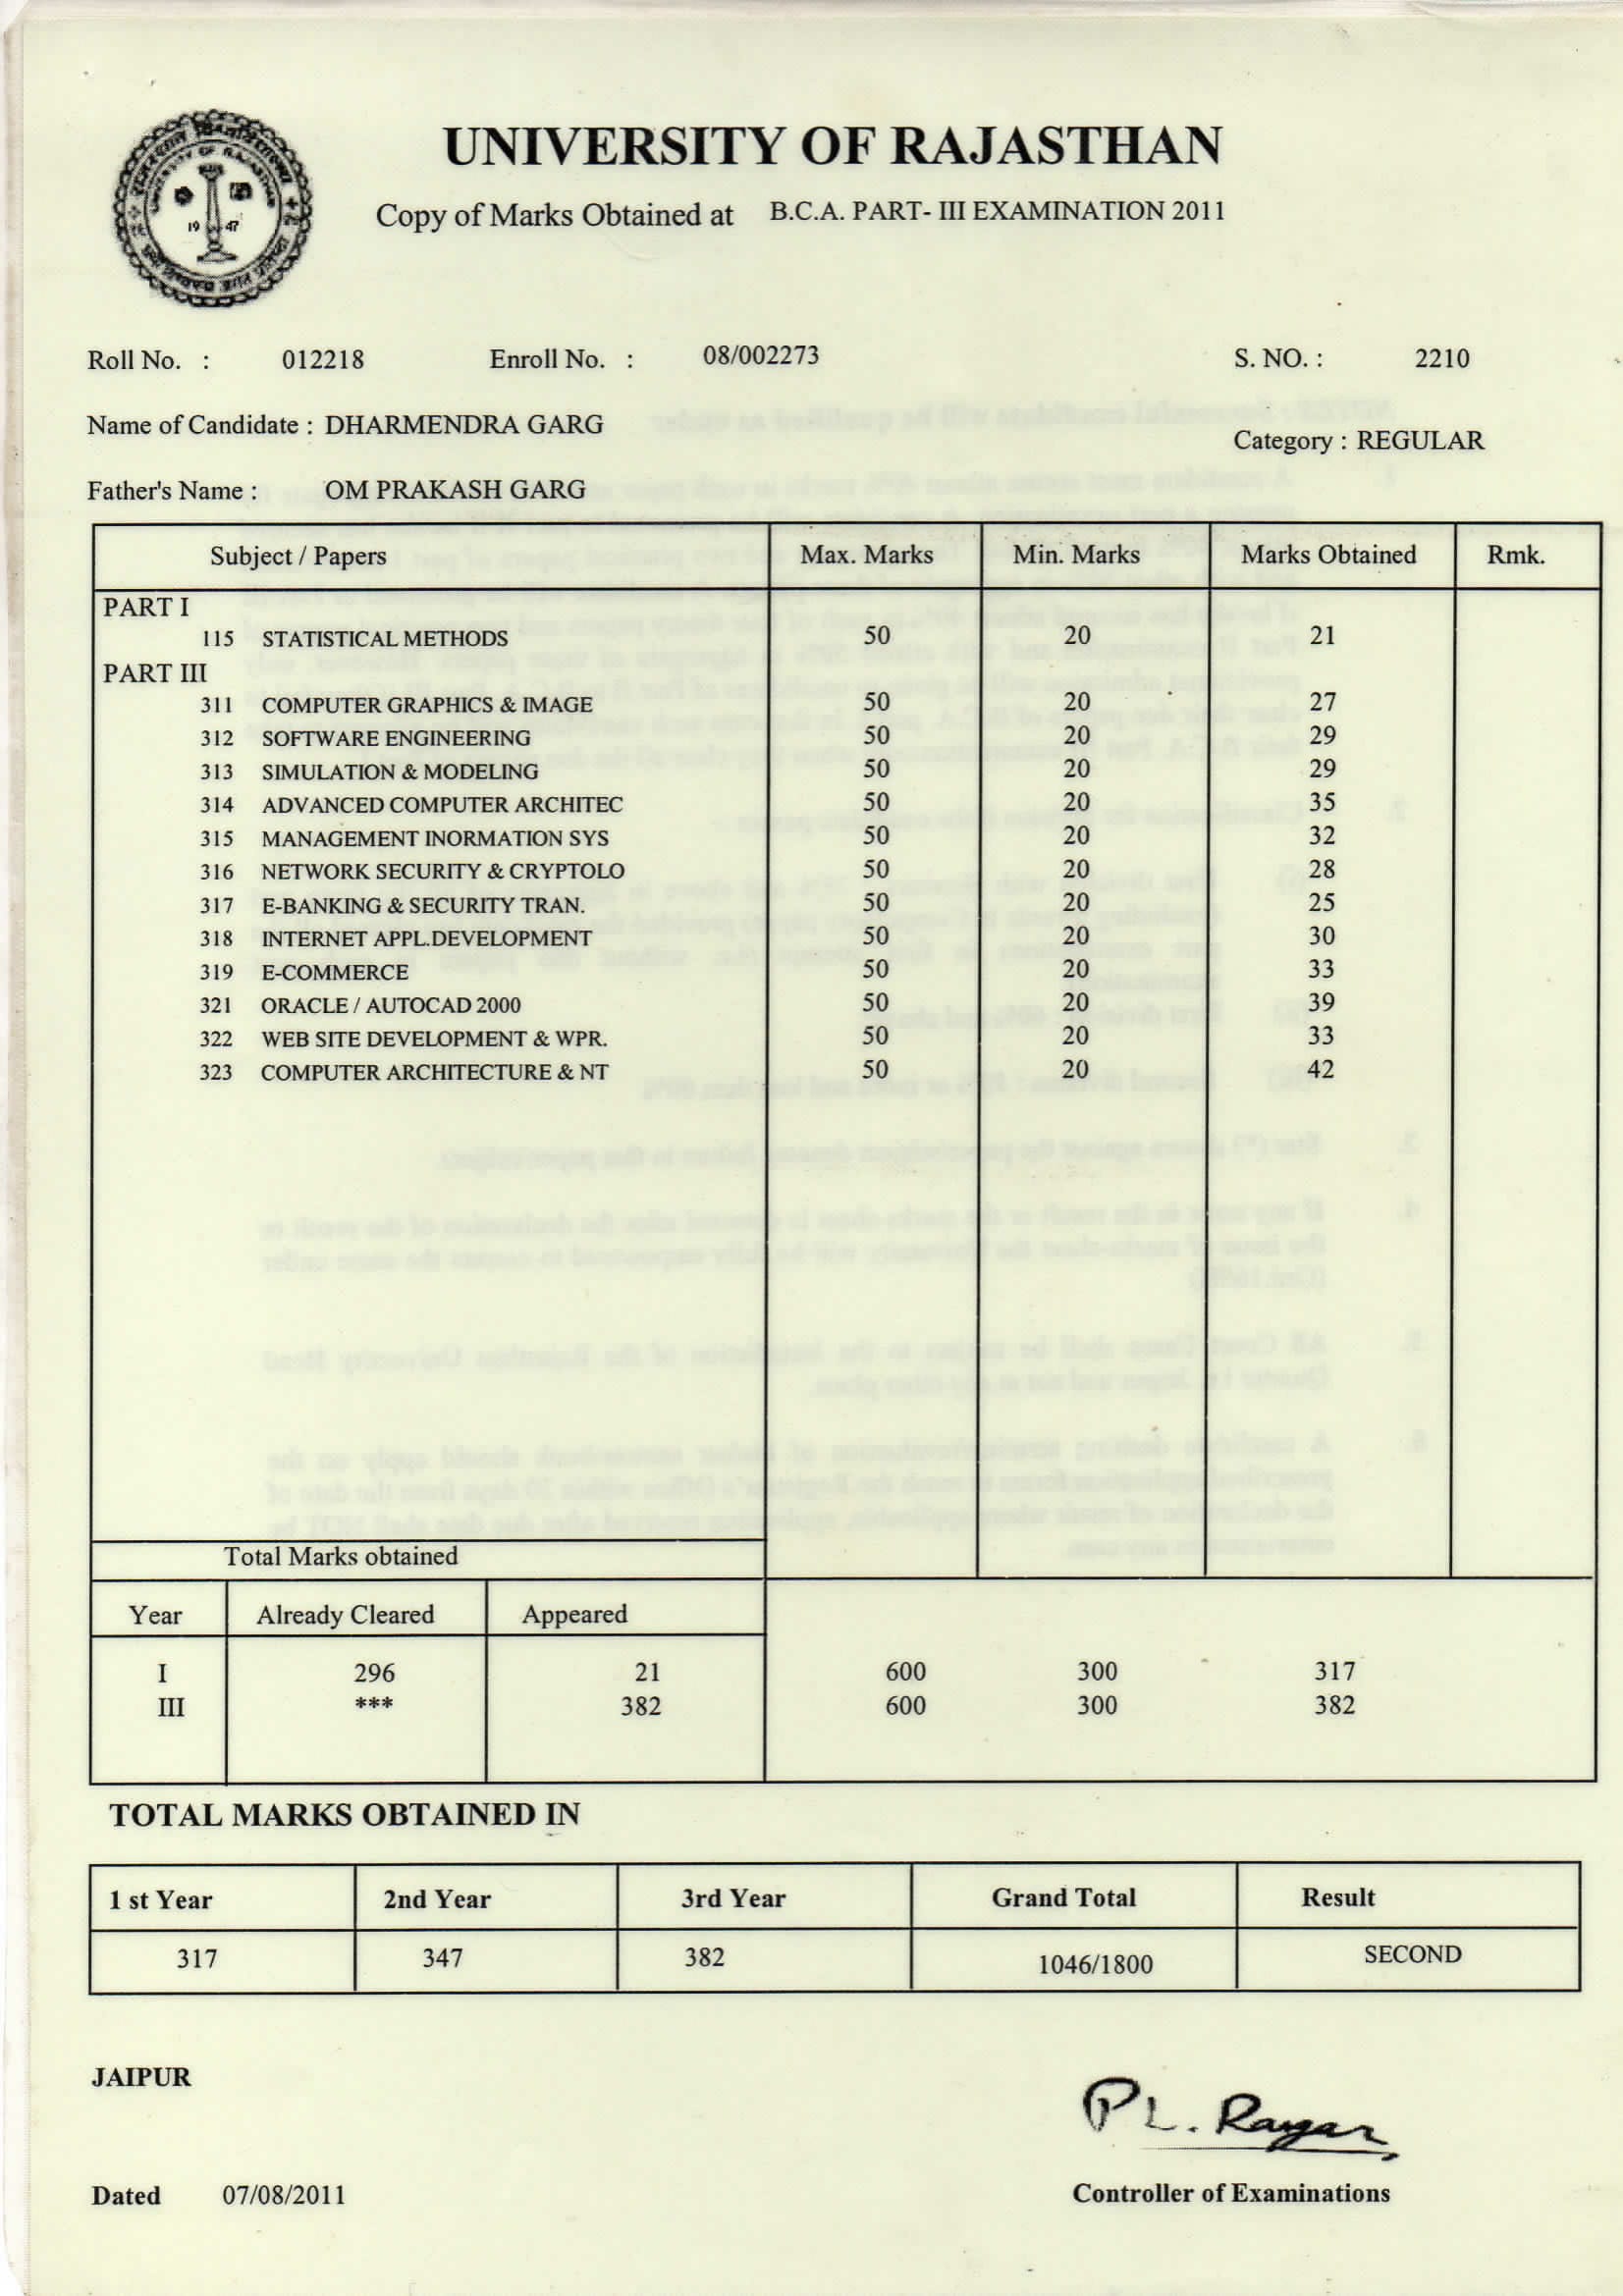 UNIVERSITY OF RAJASTHAN
Copy of Marks Obtained at B.C.A. PART- III EXAMINATION 2011
UNIVERSITY OF RAJASTHAN
19 47
Roll No. : 012218 Enroll No. : 08/002273 S. NO. : 2210
Name of Candidate : DHARMENDRA GARG
Category : REGULAR
Father's Name : OM PRAKASH GARG
Subject / Papers Max. Marks Min. Marks Marks Obtained Rmk.
PART I
115 STATISTICAL METHODS 50 20 21
PART III
311 COMPUTER GRAPHICS & IMAGE 50 20 27
312 SOFTWARE ENGINEERING 50 20 29
313 SIMULATION & MODELING 50 20 29
314 ADVANCED COMPUTER ARCHITEC 50 20 35
315 MANAGEMENT INORMATION SYS 50 20 32
316 NETWORK SECURITY & CRYPTOLO 50 20 28
317 E-BANKING & SECURITY TRAN. 50 20 25
318 INTERNET APPL.DEVELOPMENT 50 20 30
319 E-COMMERCE 50 20 33
321 ORACLE / AUTOCAD 2000 50 20 39
322 WEB SITE DEVELOPMENT & WPR. 50 20 33
323 COMPUTER ARCHITECTURE & NT 50 20 42
Total Marks obtained
Year Already Cleared Appeared
I 296 21 600 300 317
III *** 382 600 300 382
TOTAL MARKS OBTAINED IN
1 st Year 2nd Year 3rd Year Grand Total Result
317 347 382 1046/1800 SECOND
JAIPUR
P L. Raygar
Dated 07/08/2011 Controller of Examinations